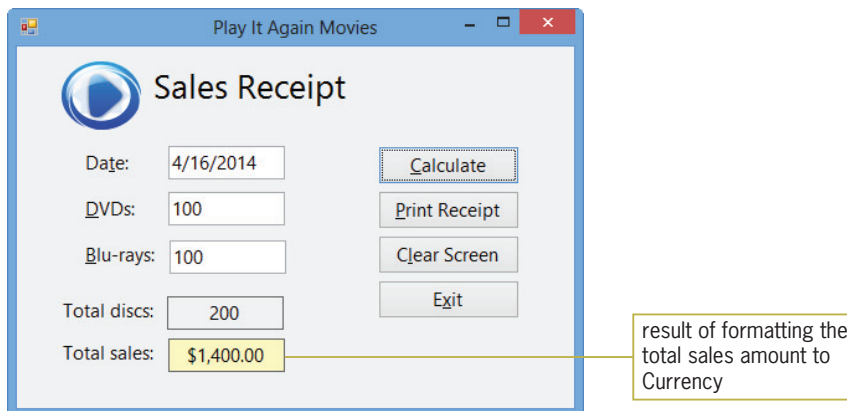 Play It Again Movies
Sales Receipt
Date: 4/16/2014
Calculate
DVDs: 100
Print Receipt
Blu-rays: 100
Clear Screen
Total discs: 200
Exit
Total sales: $1,400.00
result of formatting the
total sales amount to
Currency